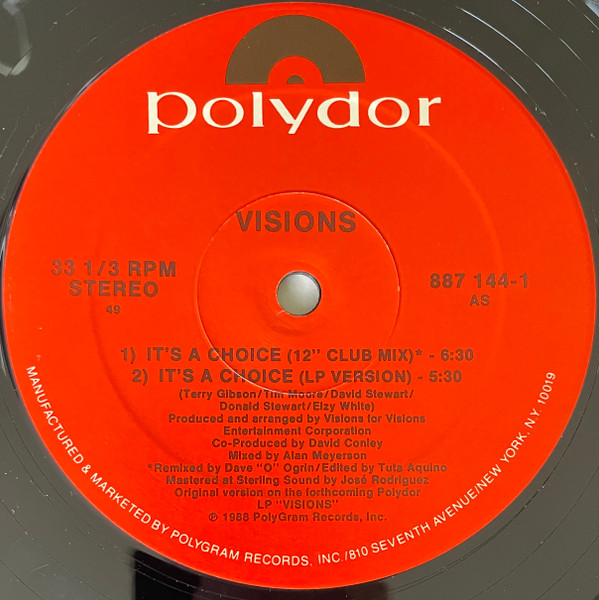 polydor
VISIONS
33 1/3 RPM
STEREO
49
887 144-1
AS
1) IT'S A CHOICE (12" CLUB MIX)* - 6:30
2) IT'S A CHOICE (LP VERSION) - 5:30
(Terry Gibson/Tim Moore/David Stewart/
Donald Stewart/Elzy White)
Produced and arranged by Visions for Visions
Entertainment Corporation
Co-Produced by David Conley
Mixed by Alan Meyerson
*Remixed by Dave "O" Ogrin/Edited by Tuta Aquino
Mastered at Sterling Sound by José Rodriguez
Original version on the forthcoming Polydor
LP "VISIONS"
℗ 1988 PolyGram Records, Inc.
MANUFACTURED & MARKETED BY POLYGRAM RECORDS, INC./810 SEVENTH AVENUE/NEW YORK, N.Y. 10019